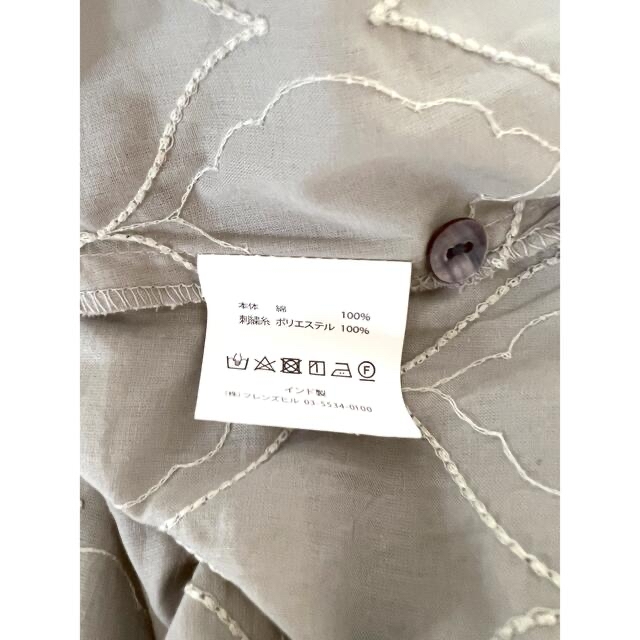 本体 綿 100%
刺繍糸 ポリエステル 100%
インド製
(株)フレンズヒル 03-5534-0100